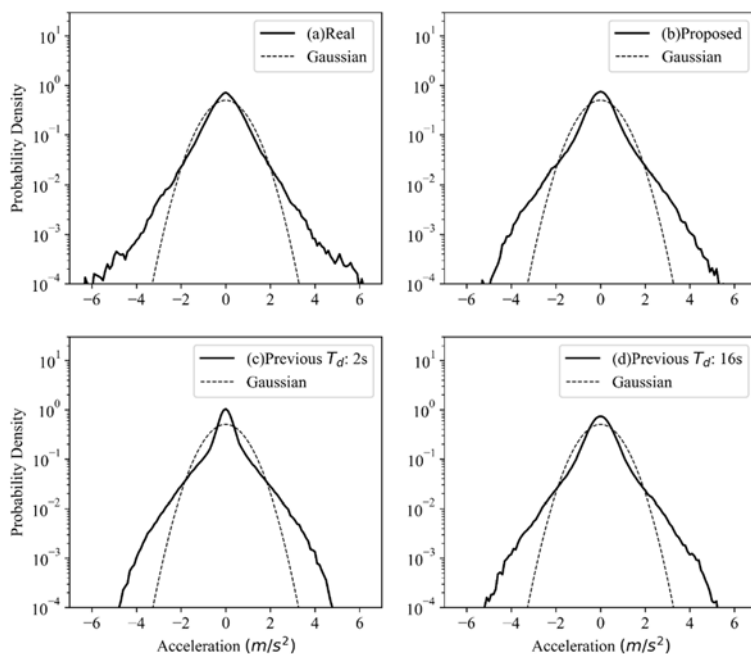 (a)Real
Gaussian
Probability Density
10¹
10⁰
10⁻¹
10⁻²
10⁻³
10⁻⁴
−6 −4 −2 0 2 4 6
(b)Proposed
Gaussian
10¹
10⁰
10⁻¹
10⁻²
10⁻³
10⁻⁴
−6 −4 −2 0 2 4 6
(c)Previous T_d: 2s
Gaussian
Probability Density
10¹
10⁰
10⁻¹
10⁻²
10⁻³
10⁻⁴
−6 −4 −2 0 2 4 6
Acceleration (m/s²)
(d)Previous T_d: 16s
Gaussian
10¹
10⁰
10⁻¹
10⁻²
10⁻³
10⁻⁴
−6 −4 −2 0 2 4 6
Acceleration (m/s²)